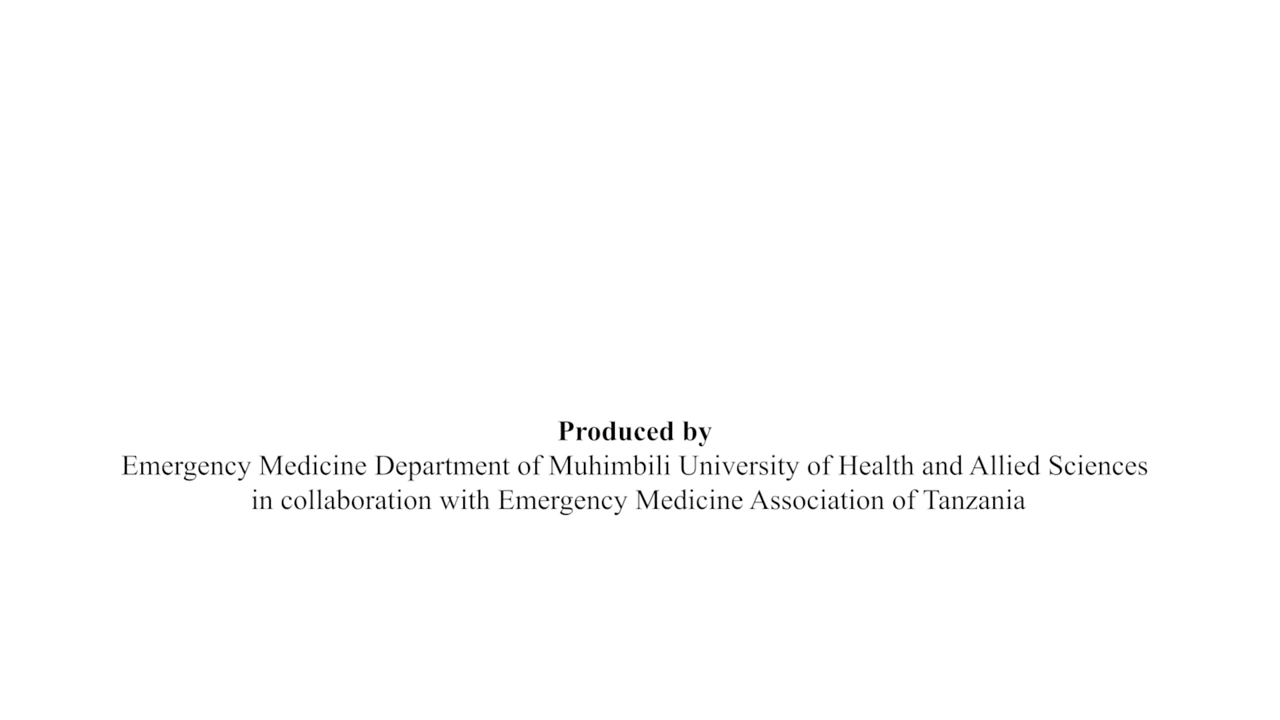 Produced by
Emergency Medicine Department of Muhimbili University of Health and Allied Sciences
in collaboration with Emergency Medicine Association of Tanzania